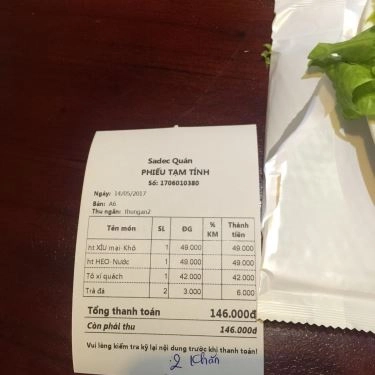 Sadec Quán
PHIẾU TẠM TÍNH
Số: 1706010380
Ngày: 14/05/2017
Bàn: A6
Thu ngân: thungan2
Tên món SL ĐG % KM Thành tiền
ht XÍU mại-Khô 1 49.000 49.000
ht HEO-Nước 1 49.000 49.000
Tô xí quách 1 42.000 42.000
Trà đá 2 3.000 6.000
Tổng thanh toán 146.000đ
Còn phải thu 146.000đ
Vui lòng kiểm tra kỹ lại nội dung trước khi thanh toán!
2 Khăn